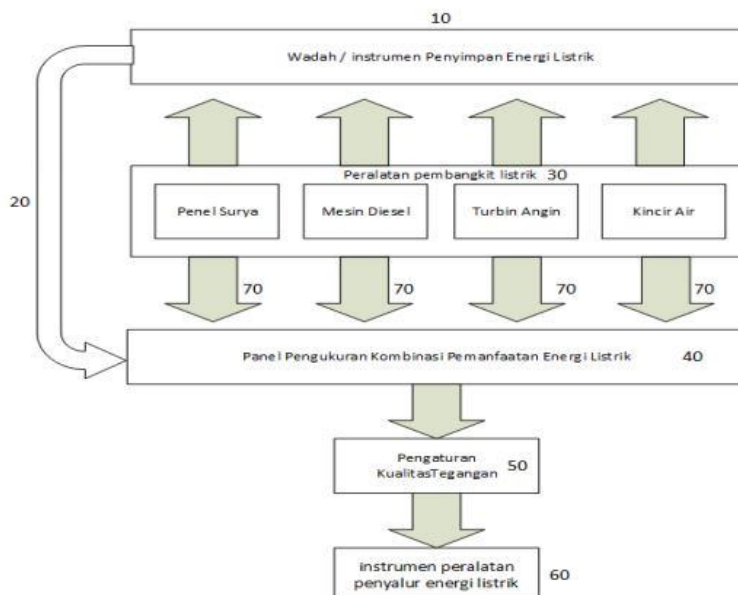 10
Wadah / instrumen Penyimpan Energi Listrik
20
Peralatan pembangkit listrik 30
Penel Surya
Mesin Diesel
Turbin Angin
Kincir Air
70
70
70
70
Panel Pengukuran Kombinasi Pemanfaatan Energi Listrik 40
Pengaturan
KualitasTegangan
50
instrumen peralatan
penyalur energi listrik
60